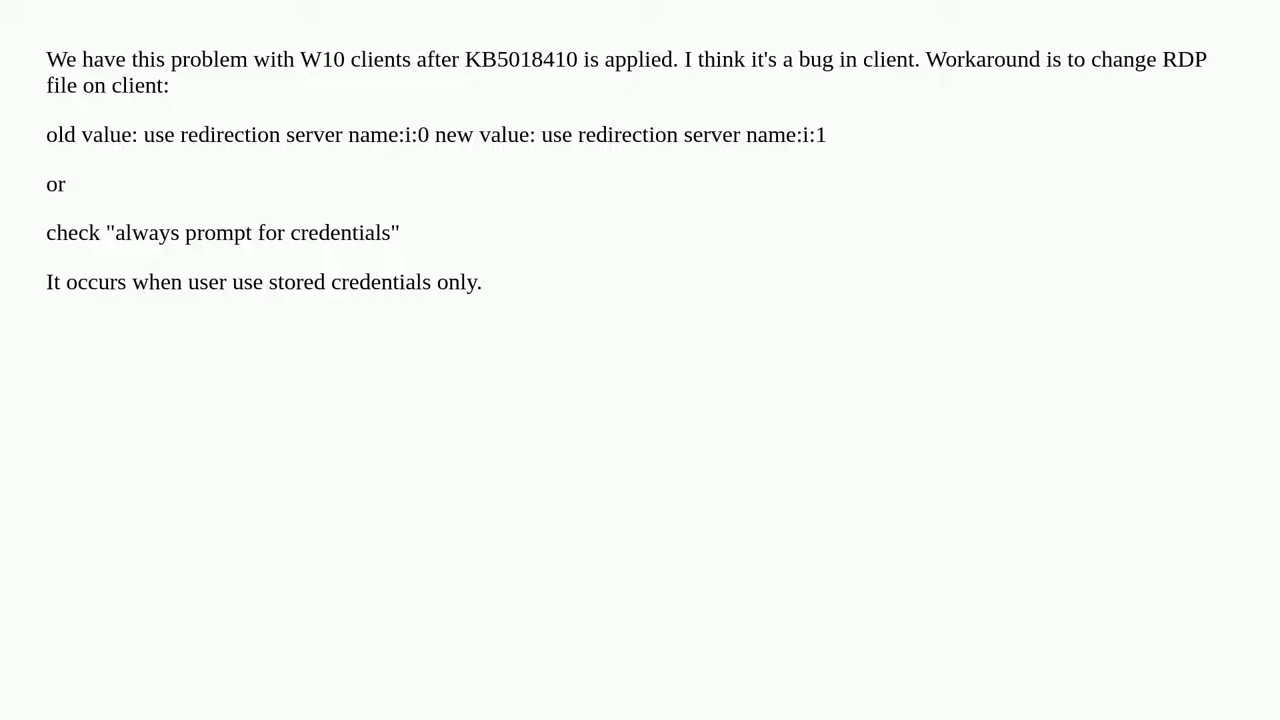 We have this problem with W10 clients after KB5018410 is applied. I think it's a bug in client. Workaround is to change RDP
file on client:
old value: use redirection server name:i:0 new value: use redirection server name:i:1
or
check "always prompt for credentials"
It occurs when user use stored credentials only.